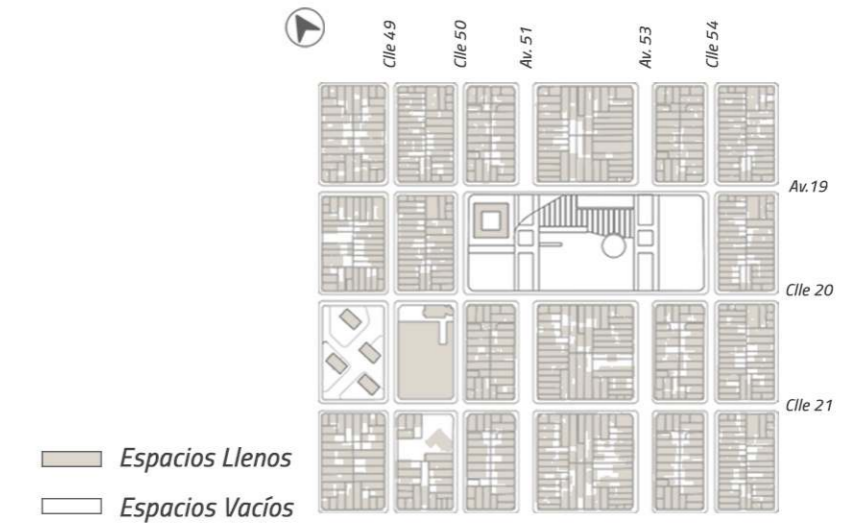 Clle 49
Clle 50
Av. 51
Av. 53
Clle 54
Av.19
Clle 20
Clle 21
Espacios Llenos
Espacios Vacíos